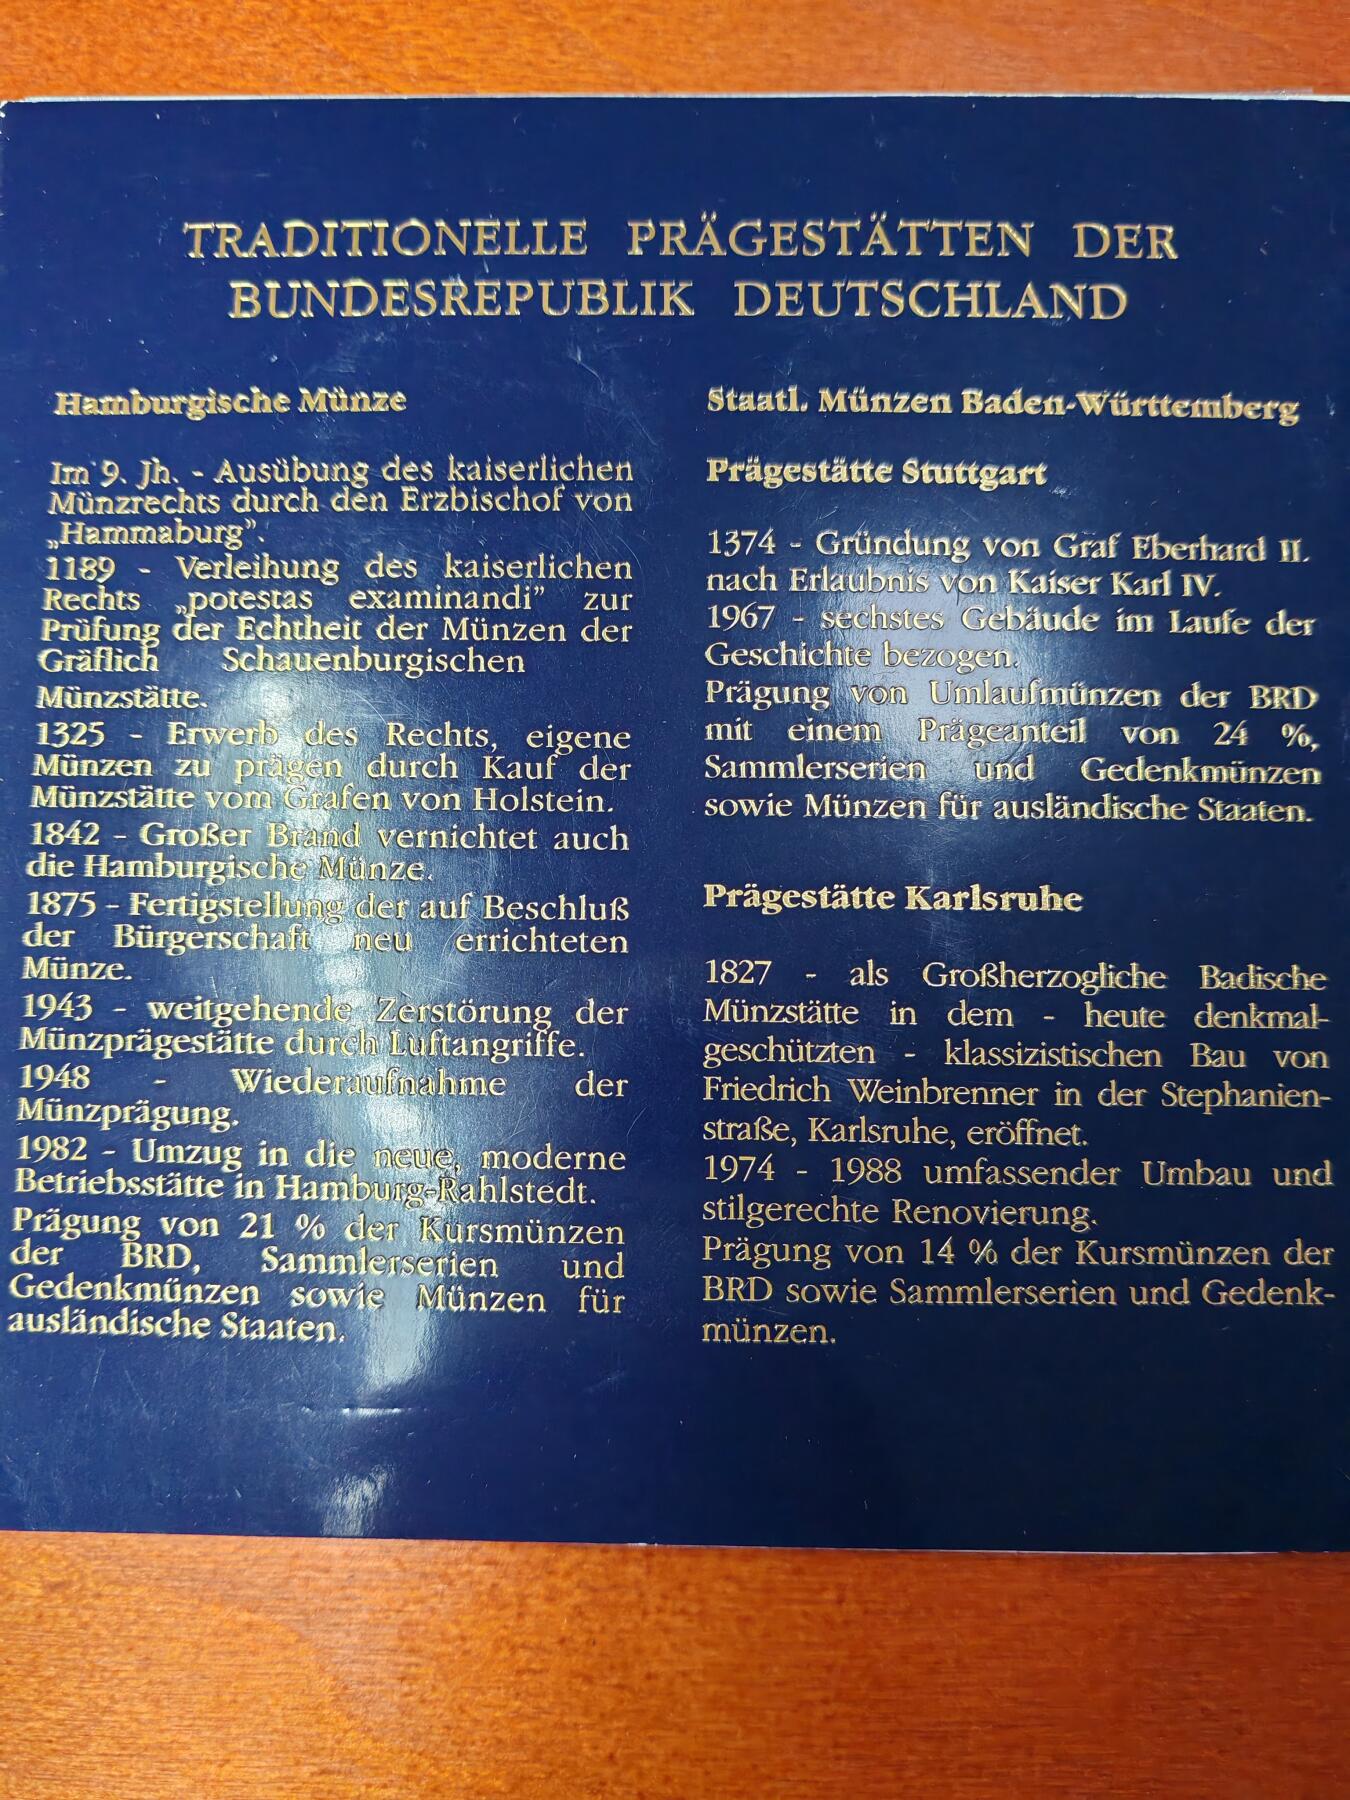 TRADITIONELLE PRÄGESTÄTTEN DER
BUNDESREPUBLIK DEUTSCHLAND
Hamburgische Münze
Im 9. Jh. - Ausübung des kaiserlichen
Münzrechts durch den Erzbischof von
„Hammaburg”.
1189 - Verleihung des kaiserlichen
Rechts „potestas examinandi” zur
Prüfung der Echtheit der Münzen der
Gräflich Schauenburgischen
Münzstätte.
1325 - Erwerb des Rechts, eigene
Münzen zu prägen durch Kauf der
Münzstätte vom Grafen von Holstein.
1842 - Großer Brand vernichtet auch
die Hamburgische Münze.
1875 - Fertigstellung der auf Beschluß
der Bürgerschaft neu errichteten
Münze.
1943 - weitgehende Zerstörung der
Münzprägestätte durch Luftangriffe.
1948 - Wiederaufnahme der
Münzprägung.
1982 - Umzug in die neue, moderne
Betriebsstätte in Hamburg-Rahlstedt.
Prägung von 21 % der Kursmünzen
der BRD, Sammlerserien und
Gedenkmünzen sowie Münzen für
ausländische Staaten.
Staatl. Münzen Baden-Württemberg
Prägestätte Stuttgart
1374 - Gründung von Graf Eberhard II.
nach Erlaubnis von Kaiser Karl IV.
1967 - sechstes Gebäude im Laufe der
Geschichte bezogen.
Prägung von Umlaufmünzen der BRD
mit einem Prägeanteil von 24 %,
Sammlerserien und Gedenkmünzen
sowie Münzen für ausländische Staaten.
Prägestätte Karlsruhe
1827 - als Großherzogliche Badische
Münzstätte in dem - heute denkmal-
geschützten - klassizistischen Bau von
Friedrich Weinbrenner in der Stephanien-
straße, Karlsruhe, eröffnet.
1974 - 1988 umfassender Umbau und
stilgerechte Renovierung.
Prägung von 14 % der Kursmünzen der
BRD sowie Sammlerserien und Gedenk-
münzen.